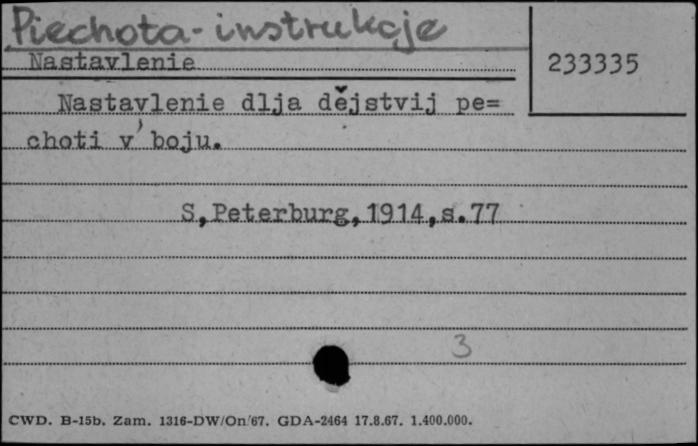 Piechota - instrukcje
Nastavlenie
233335
Nastavlenie dlja dějstvij pe=
choti v' boju.
S,Peterburg,1914,s.77
3
CWD. B-15b. Zam. 1316-DW/On/67. GDA-2464 17.8.67. 1.400.000.